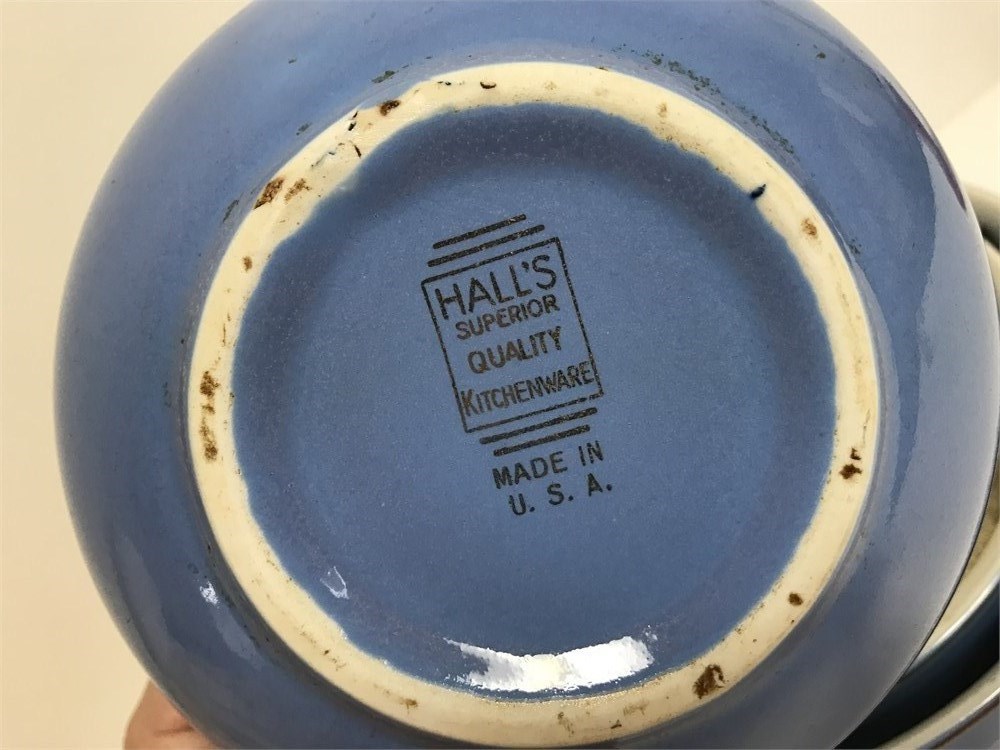 HALL'S
SUPERIOR
QUALITY
KITCHENWARE
MADE IN
U. S. A.